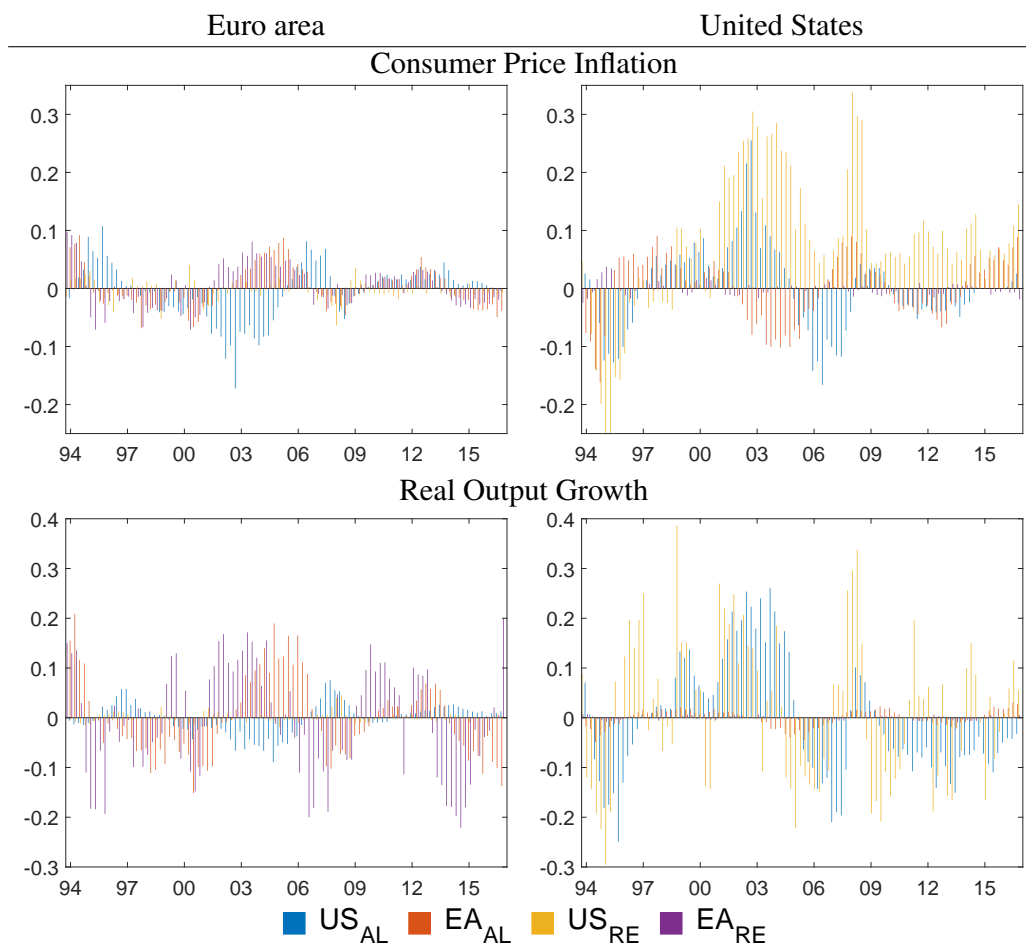 Euro area United States
Consumer Price Inflation
0.3 0.3
0.2 0.2
0.1 0.1
0 0
-0.1 -0.1
-0.2 -0.2
94 97 00 03 06 09 12 15 94 97 00 03 06 09 12 15
Real Output Growth
0.4 0.4
0.3 0.3
0.2 0.2
0.1 0.1
0 0
-0.1 -0.1
-0.2 -0.2
-0.3 -0.3
94 97 00 03 06 09 12 15 94 97 00 03 06 09 12 15
US_AL EA_AL US_RE EA_RE